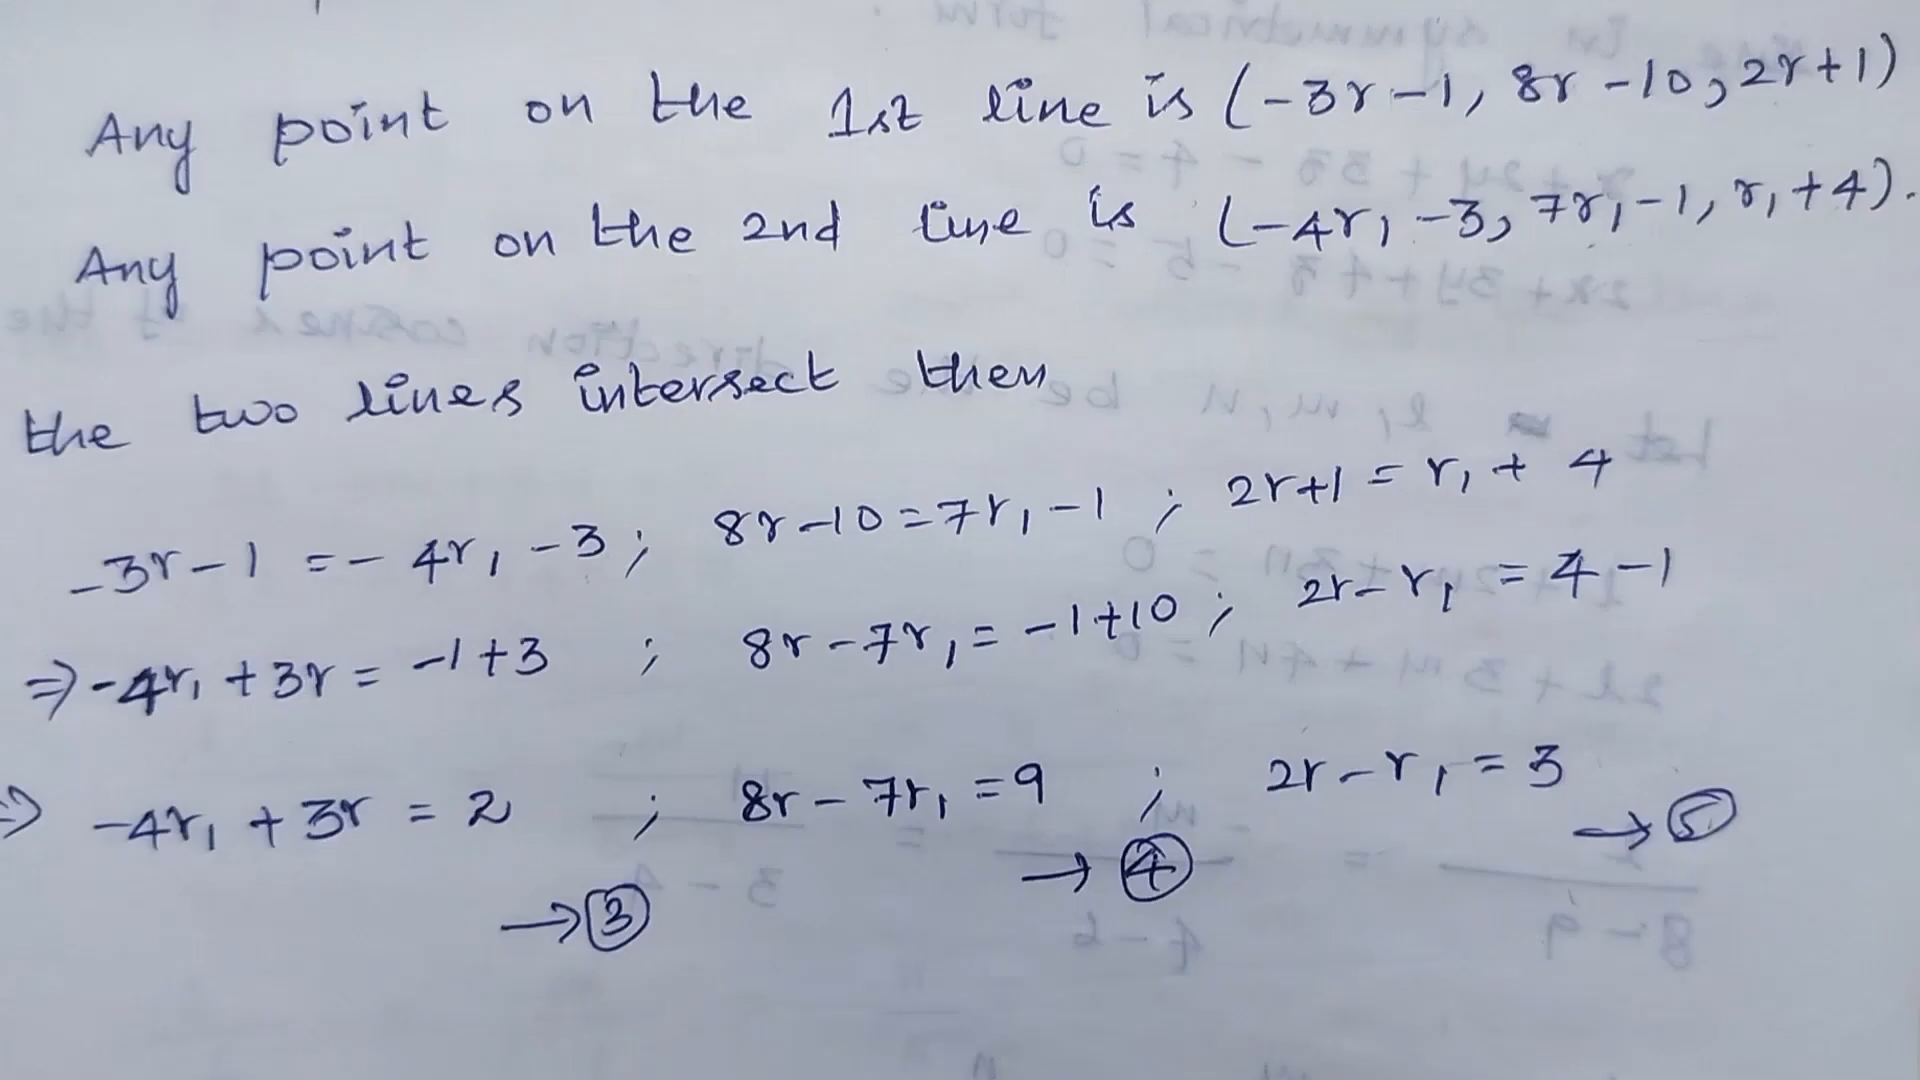 Any point on the 1st line is (-3r-1, 8r-10, 2r+1)
Any point on the 2nd line is (-4r₁-3, 7r₁-1, r₁+4).
the two lines intersect then
-3r-1 = -4r₁-3; 8r-10=7r₁-1; 2r+1=r₁+4
⇒-4r₁+3r=-1+3; 8r-7r₁=-1+10; 2r-r₁=4-1
⇒ -4r₁+3r=2; 8r-7r₁=9; 2r-r₁=3
→③ →④ →⑤